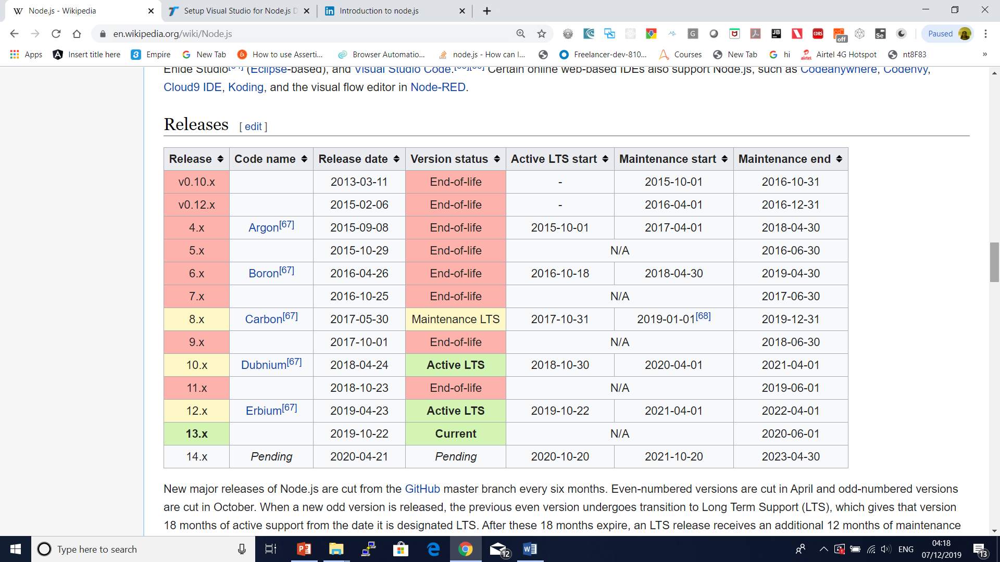 Node.js - Wikipedia
Setup Visual Studio for Node.js D
Introduction to node.js
en.wikipedia.org/wiki/Node.js
Paused
Apps
Insert title here
Empire
New Tab
How to use Asserti...
Browser Automatio...
node.js - How can I...
Freelancer-dev-810...
Courses
New Tab
hi
Airtel 4G Hotspot
nt8F83
»
Enide Studio (Eclipse-based), and Visual Studio Code. Certain online web-based IDEs also support Node.js, such as Codeanywhere, Codenvy,
Cloud9 IDE, Koding, and the visual flow editor in Node-RED.
Releases [ edit ]
Release Code name Release date Version status Active LTS start Maintenance start Maintenance end
v0.10.x 2013-03-11 End-of-life - 2015-10-01 2016-10-31
v0.12.x 2015-02-06 End-of-life - 2016-04-01 2016-12-31
4.x Argon[67] 2015-09-08 End-of-life 2015-10-01 2017-04-01 2018-04-30
5.x 2015-10-29 End-of-life N/A 2016-06-30
6.x Boron[67] 2016-04-26 End-of-life 2016-10-18 2018-04-30 2019-04-30
7.x 2016-10-25 End-of-life N/A 2017-06-30
8.x Carbon[67] 2017-05-30 Maintenance LTS 2017-10-31 2019-01-01[68] 2019-12-31
9.x 2017-10-01 End-of-life N/A 2018-06-30
10.x Dubnium[67] 2018-04-24 Active LTS 2018-10-30 2020-04-01 2021-04-01
11.x 2018-10-23 End-of-life N/A 2019-06-01
12.x Erbium[67] 2019-04-23 Active LTS 2019-10-22 2021-04-01 2022-04-01
13.x 2019-10-22 Current N/A 2020-06-01
14.x Pending 2020-04-21 Pending 2020-10-20 2021-10-20 2023-04-30
New major releases of Node.js are cut from the GitHub master branch every six months. Even-numbered versions are cut in April and odd-numbered versions
are cut in October. When a new odd version is released, the previous even version undergoes transition to Long Term Support (LTS), which gives that version
18 months of active support from the date it is designated LTS. After these 18 months expire, an LTS release receives an additional 12 months of maintenance
Type here to search
12
ENG
04:18
07/12/2019
13